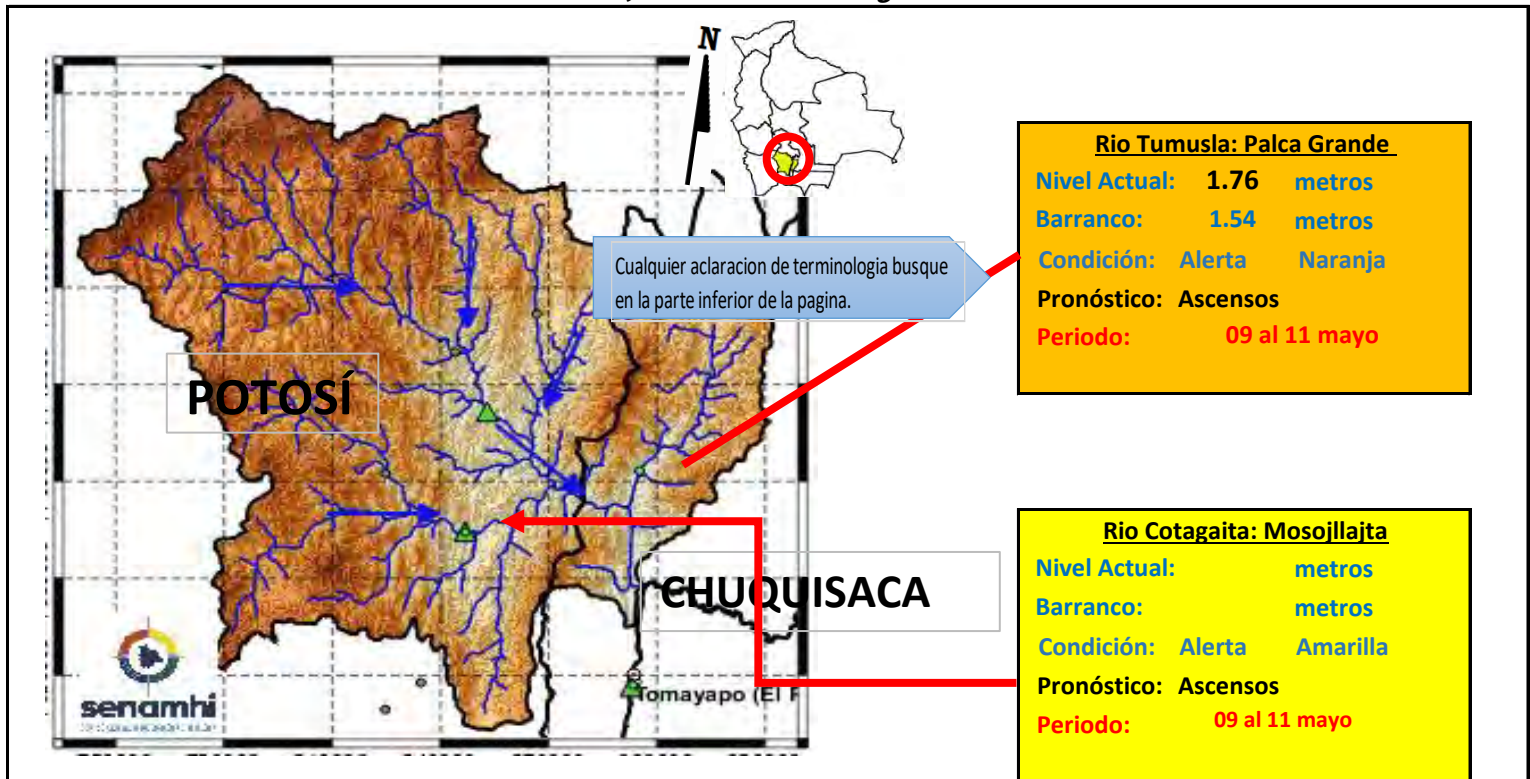 N
Cualquier aclaracion de terminologia busque
en la parte inferior de la pagina.
POTOSÍ
CHUQUISACA
Tomayapo (El
senamhi
Rio Tumusla: Palca Grande
Nivel Actual: 1.76 metros
Barranco: 1.54 metros
Condición: Alerta Naranja
Pronóstico: Ascensos
Periodo: 09 al 11 mayo
Rio Cotagaita: Mosojllajta
Nivel Actual: metros
Barranco: metros
Condición: Alerta Amarilla
Pronóstico: Ascensos
Periodo: 09 al 11 mayo